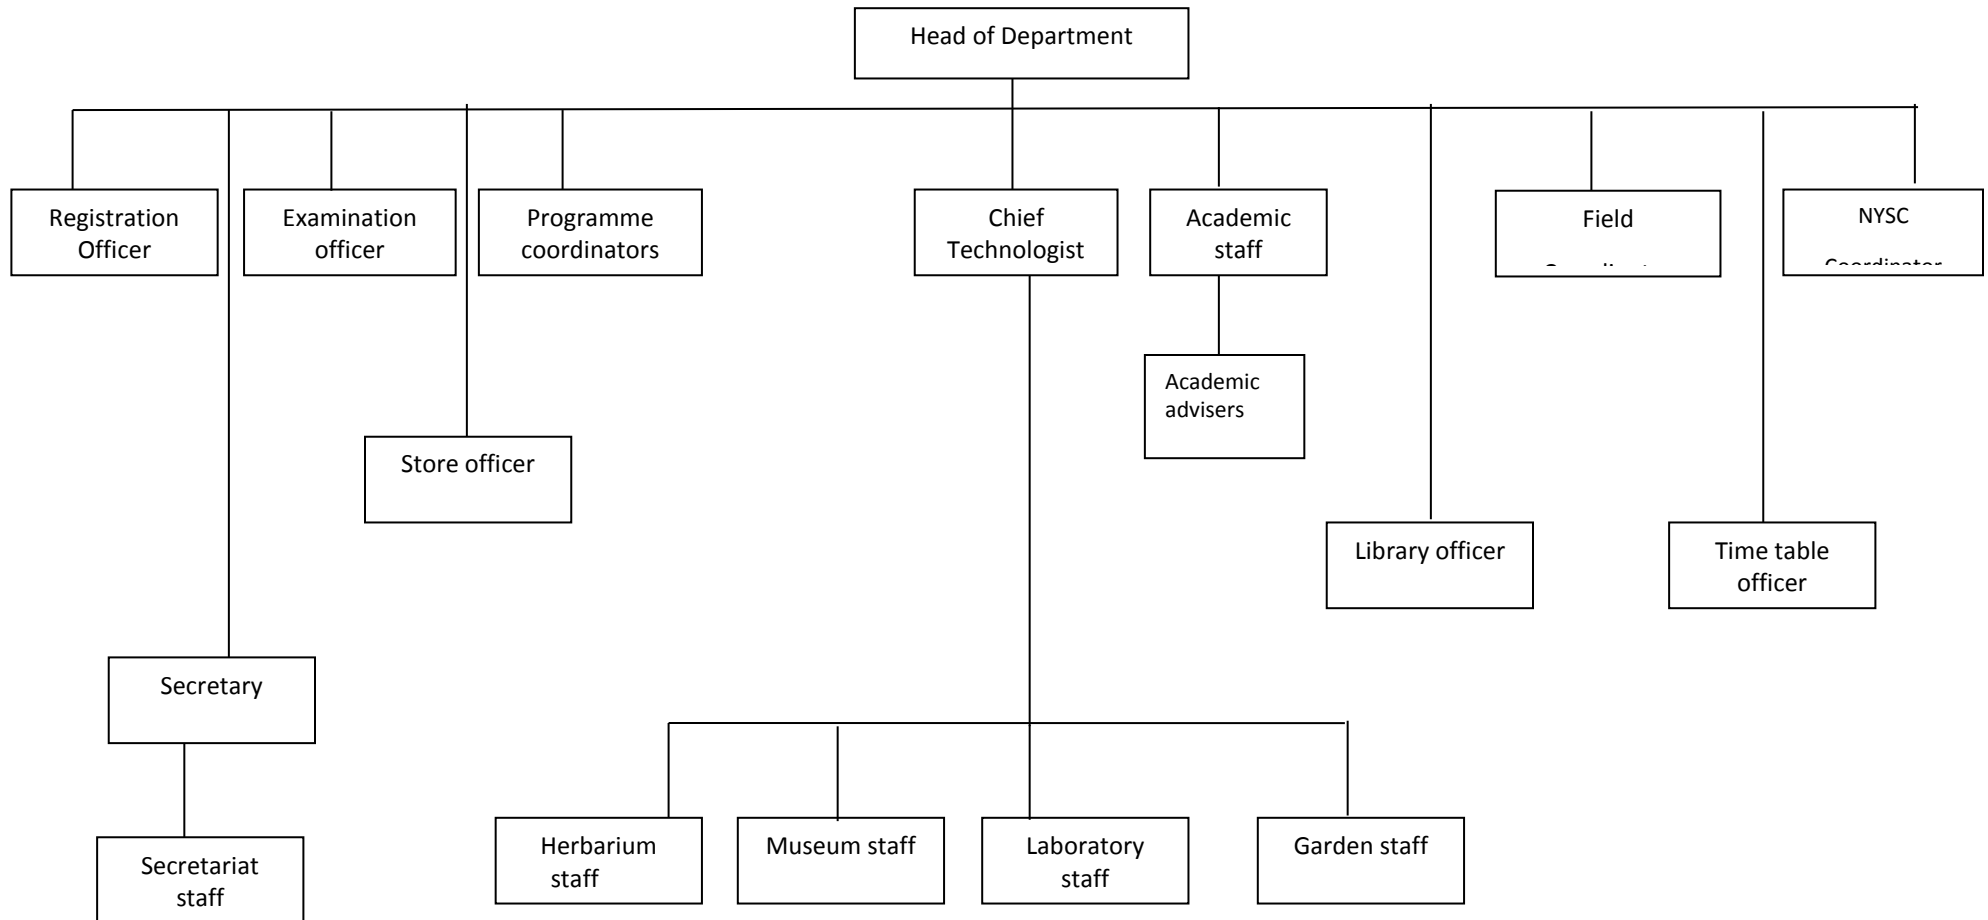 Head of Department
Registration
Officer
Examination
officer
Programme
coordinators
Chief
Technologist
Academic
staff
Field
NYSC
Coordinator
Academic
advisers
Store officer
Library officer
Time table
officer
Secretary
Herbarium
staff
Museum staff
Laboratory
staff
Garden staff
Secretariat
staff